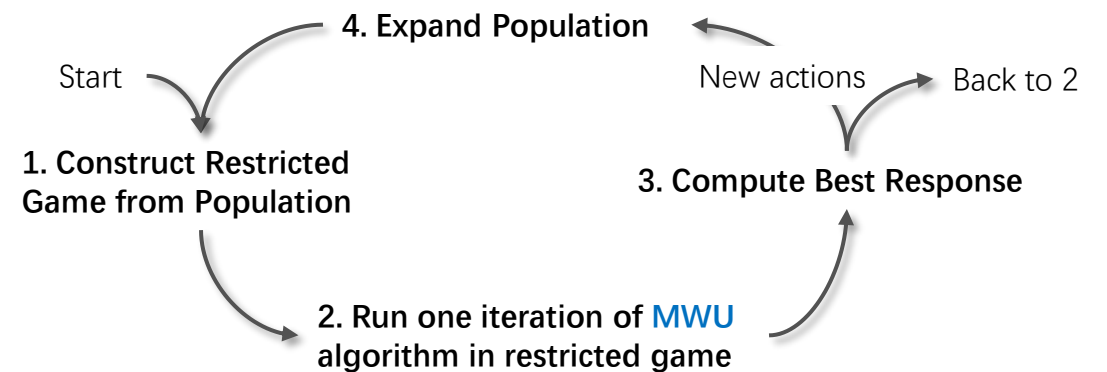 4. Expand Population
Start
New actions
Back to 2
1. Construct Restricted
Game from Population
3. Compute Best Response
2. Run one iteration of MWU
algorithm in restricted game